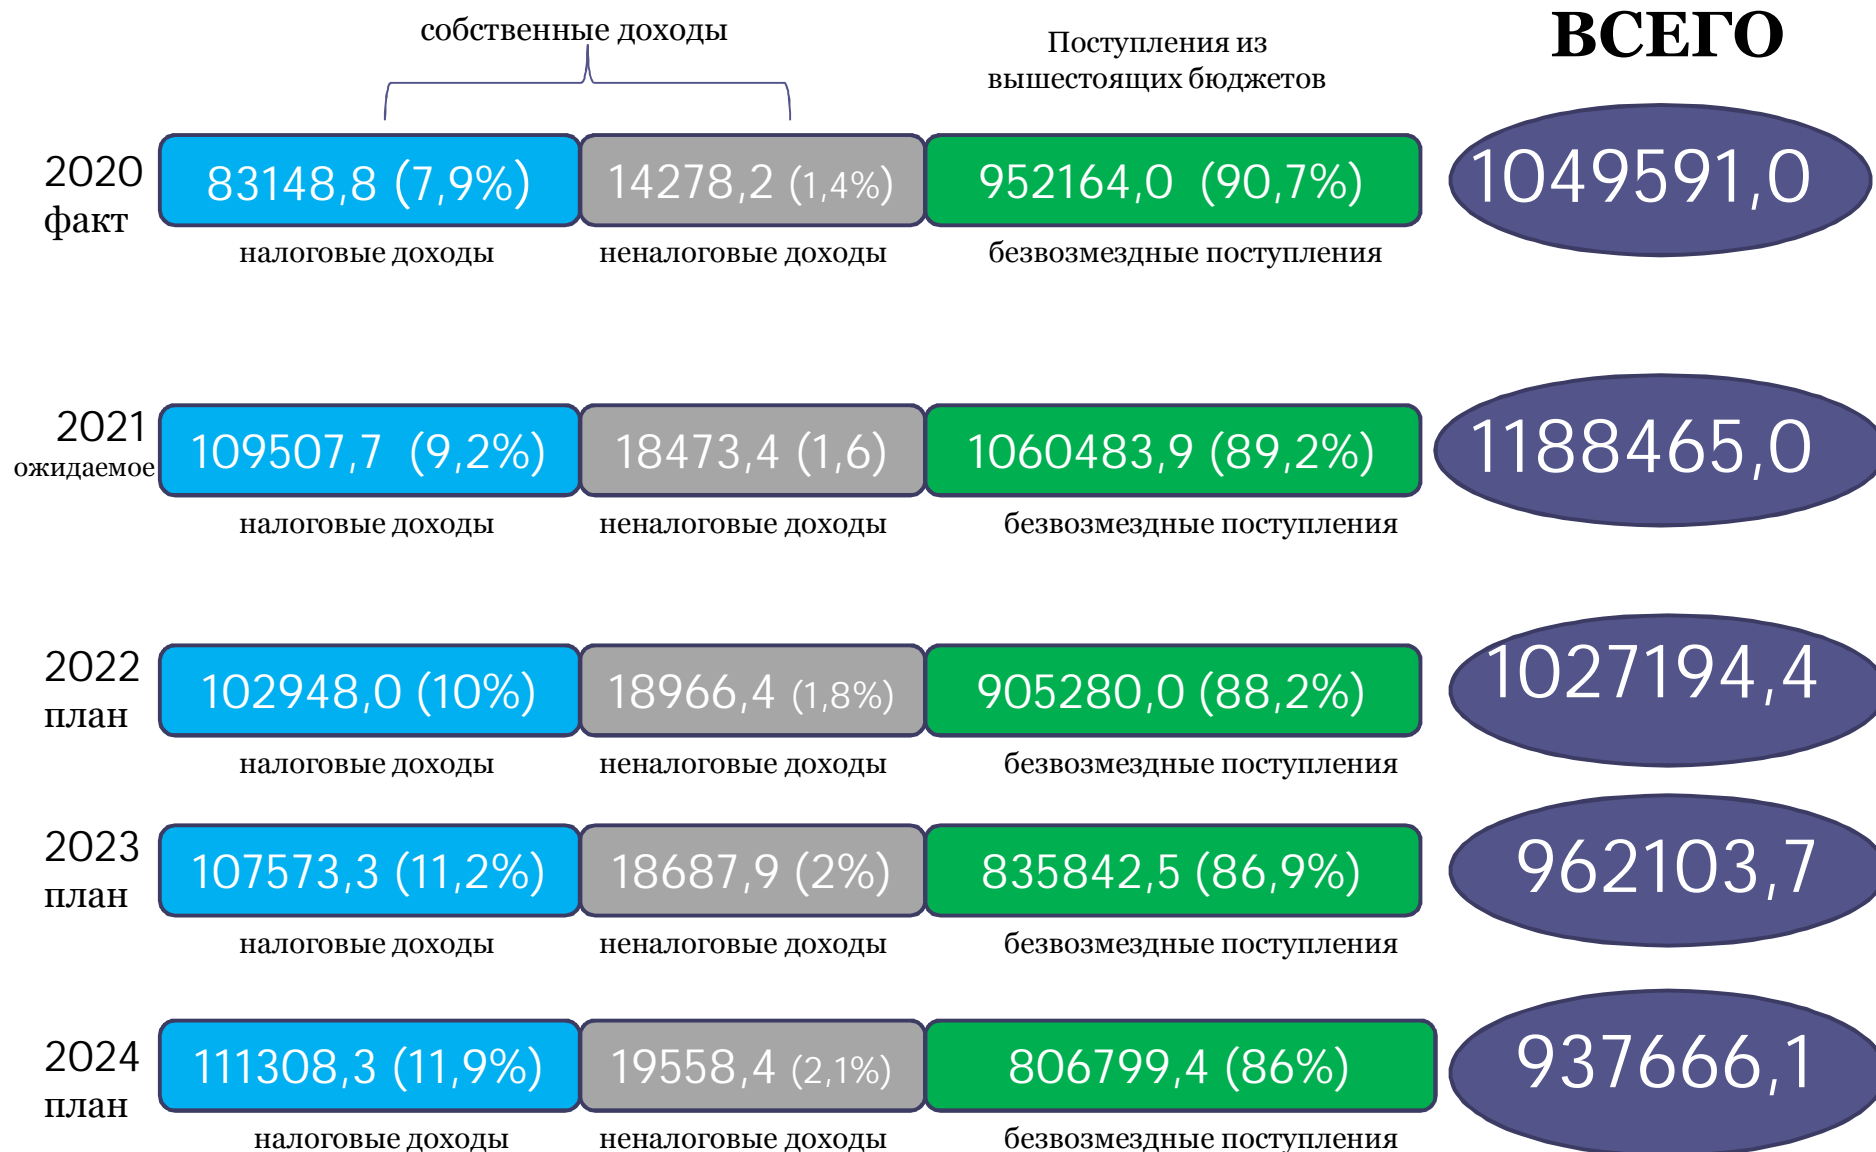 собственные доходы
Поступления из
вышестоящих бюджетов
ВСЕГО
2020
факт
83148,8 (7,9%)
14278,2 (1,4%)
952164,0 (90,7%)
1049591,0
налоговые доходы
неналоговые доходы
безвозмездные поступления
2021
ожидаемое
109507,7 (9,2%)
18473,4 (1,6)
1060483,9 (89,2%)
1188465,0
налоговые доходы
неналоговые доходы
безвозмездные поступления
2022
план
102948,0 (10%)
18966,4 (1,8%)
905280,0 (88,2%)
1027194,4
налоговые доходы
неналоговые доходы
безвозмездные поступления
2023
план
107573,3 (11,2%)
18687,9 (2%)
835842,5 (86,9%)
962103,7
налоговые доходы
неналоговые доходы
безвозмездные поступления
2024
план
111308,3 (11,9%)
19558,4 (2,1%)
806799,4 (86%)
937666,1
налоговые доходы
неналоговые доходы
безвозмездные поступления